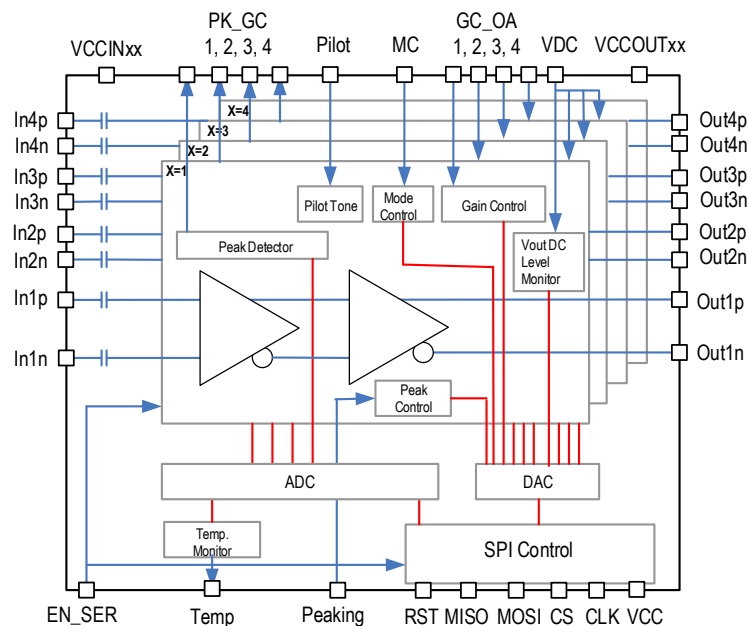 PK_GC
GC_OA
VCCINxx
1, 2, 3, 4
Pilot
MC
1, 2, 3, 4
VDC
VCCOUTxx
In4p
In4n
In3p
In3n
In2p
In2n
In1p
In1n
X=4
X=3
X=2
X=1
Pilot Tone
Mode
Control
Gain Control
Peak Detector
Vout DC
Level
Monitor
Peak
Control
Out4p
Out4n
Out3p
Out3n
Out2p
Out2n
Out1p
Out1n
ADC
DAC
Temp.
Monitor
SPI Control
EN_SER
Temp
Peaking
RST
MISO
MOSI
CS
CLK
VCC